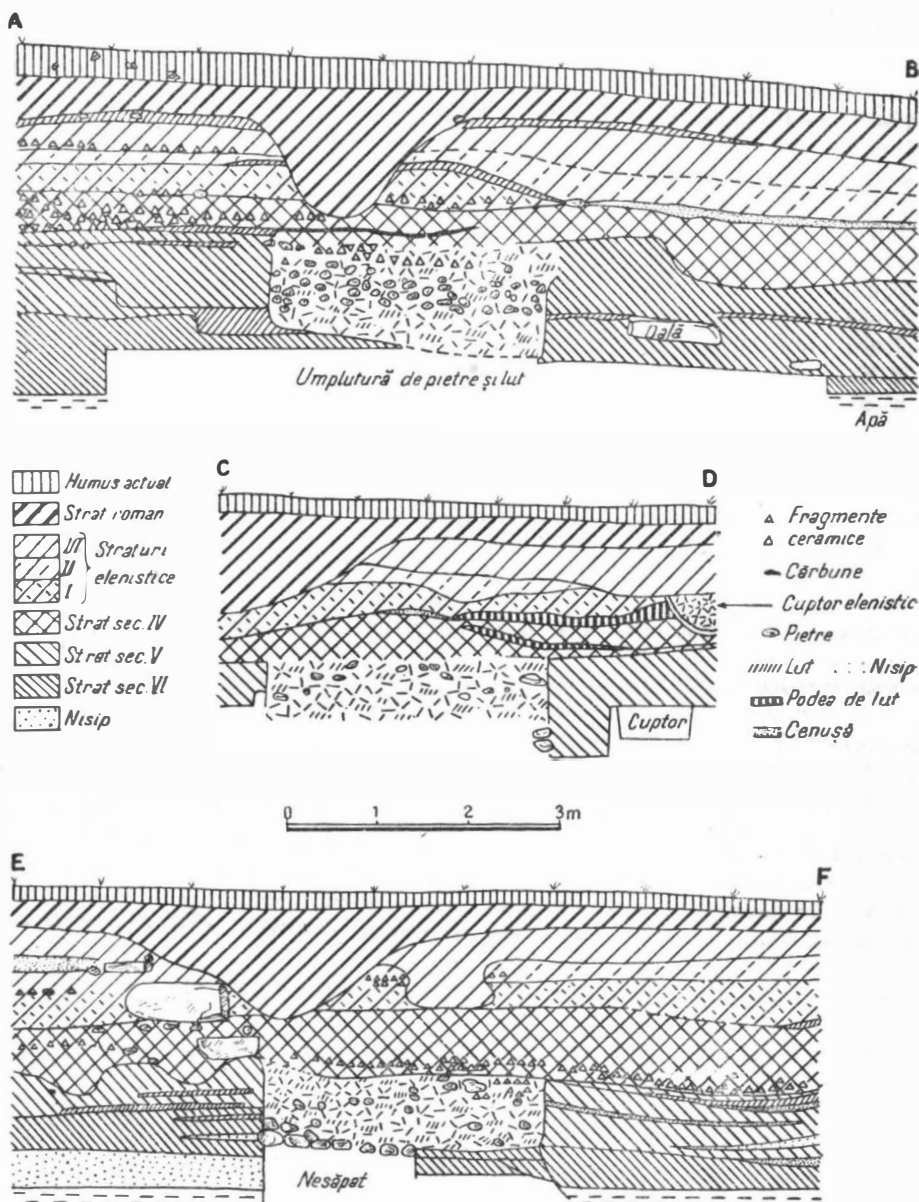 A
B
Dală
Umplutură de pietre și lut
Apă
C
D
Humus actual
Strat roman
III
II
I
Straturi
elenistice
Strat sec. IV
Strat sec. V
Strat sec. VI
Nisip
Fragmente
ceramice
Cărbune
Cuptor elenistic
Pietre
Lut
Nisip
Podea de lut
Cenușă
Cuptor
0 1 2 3m
E
F
Nesăpat